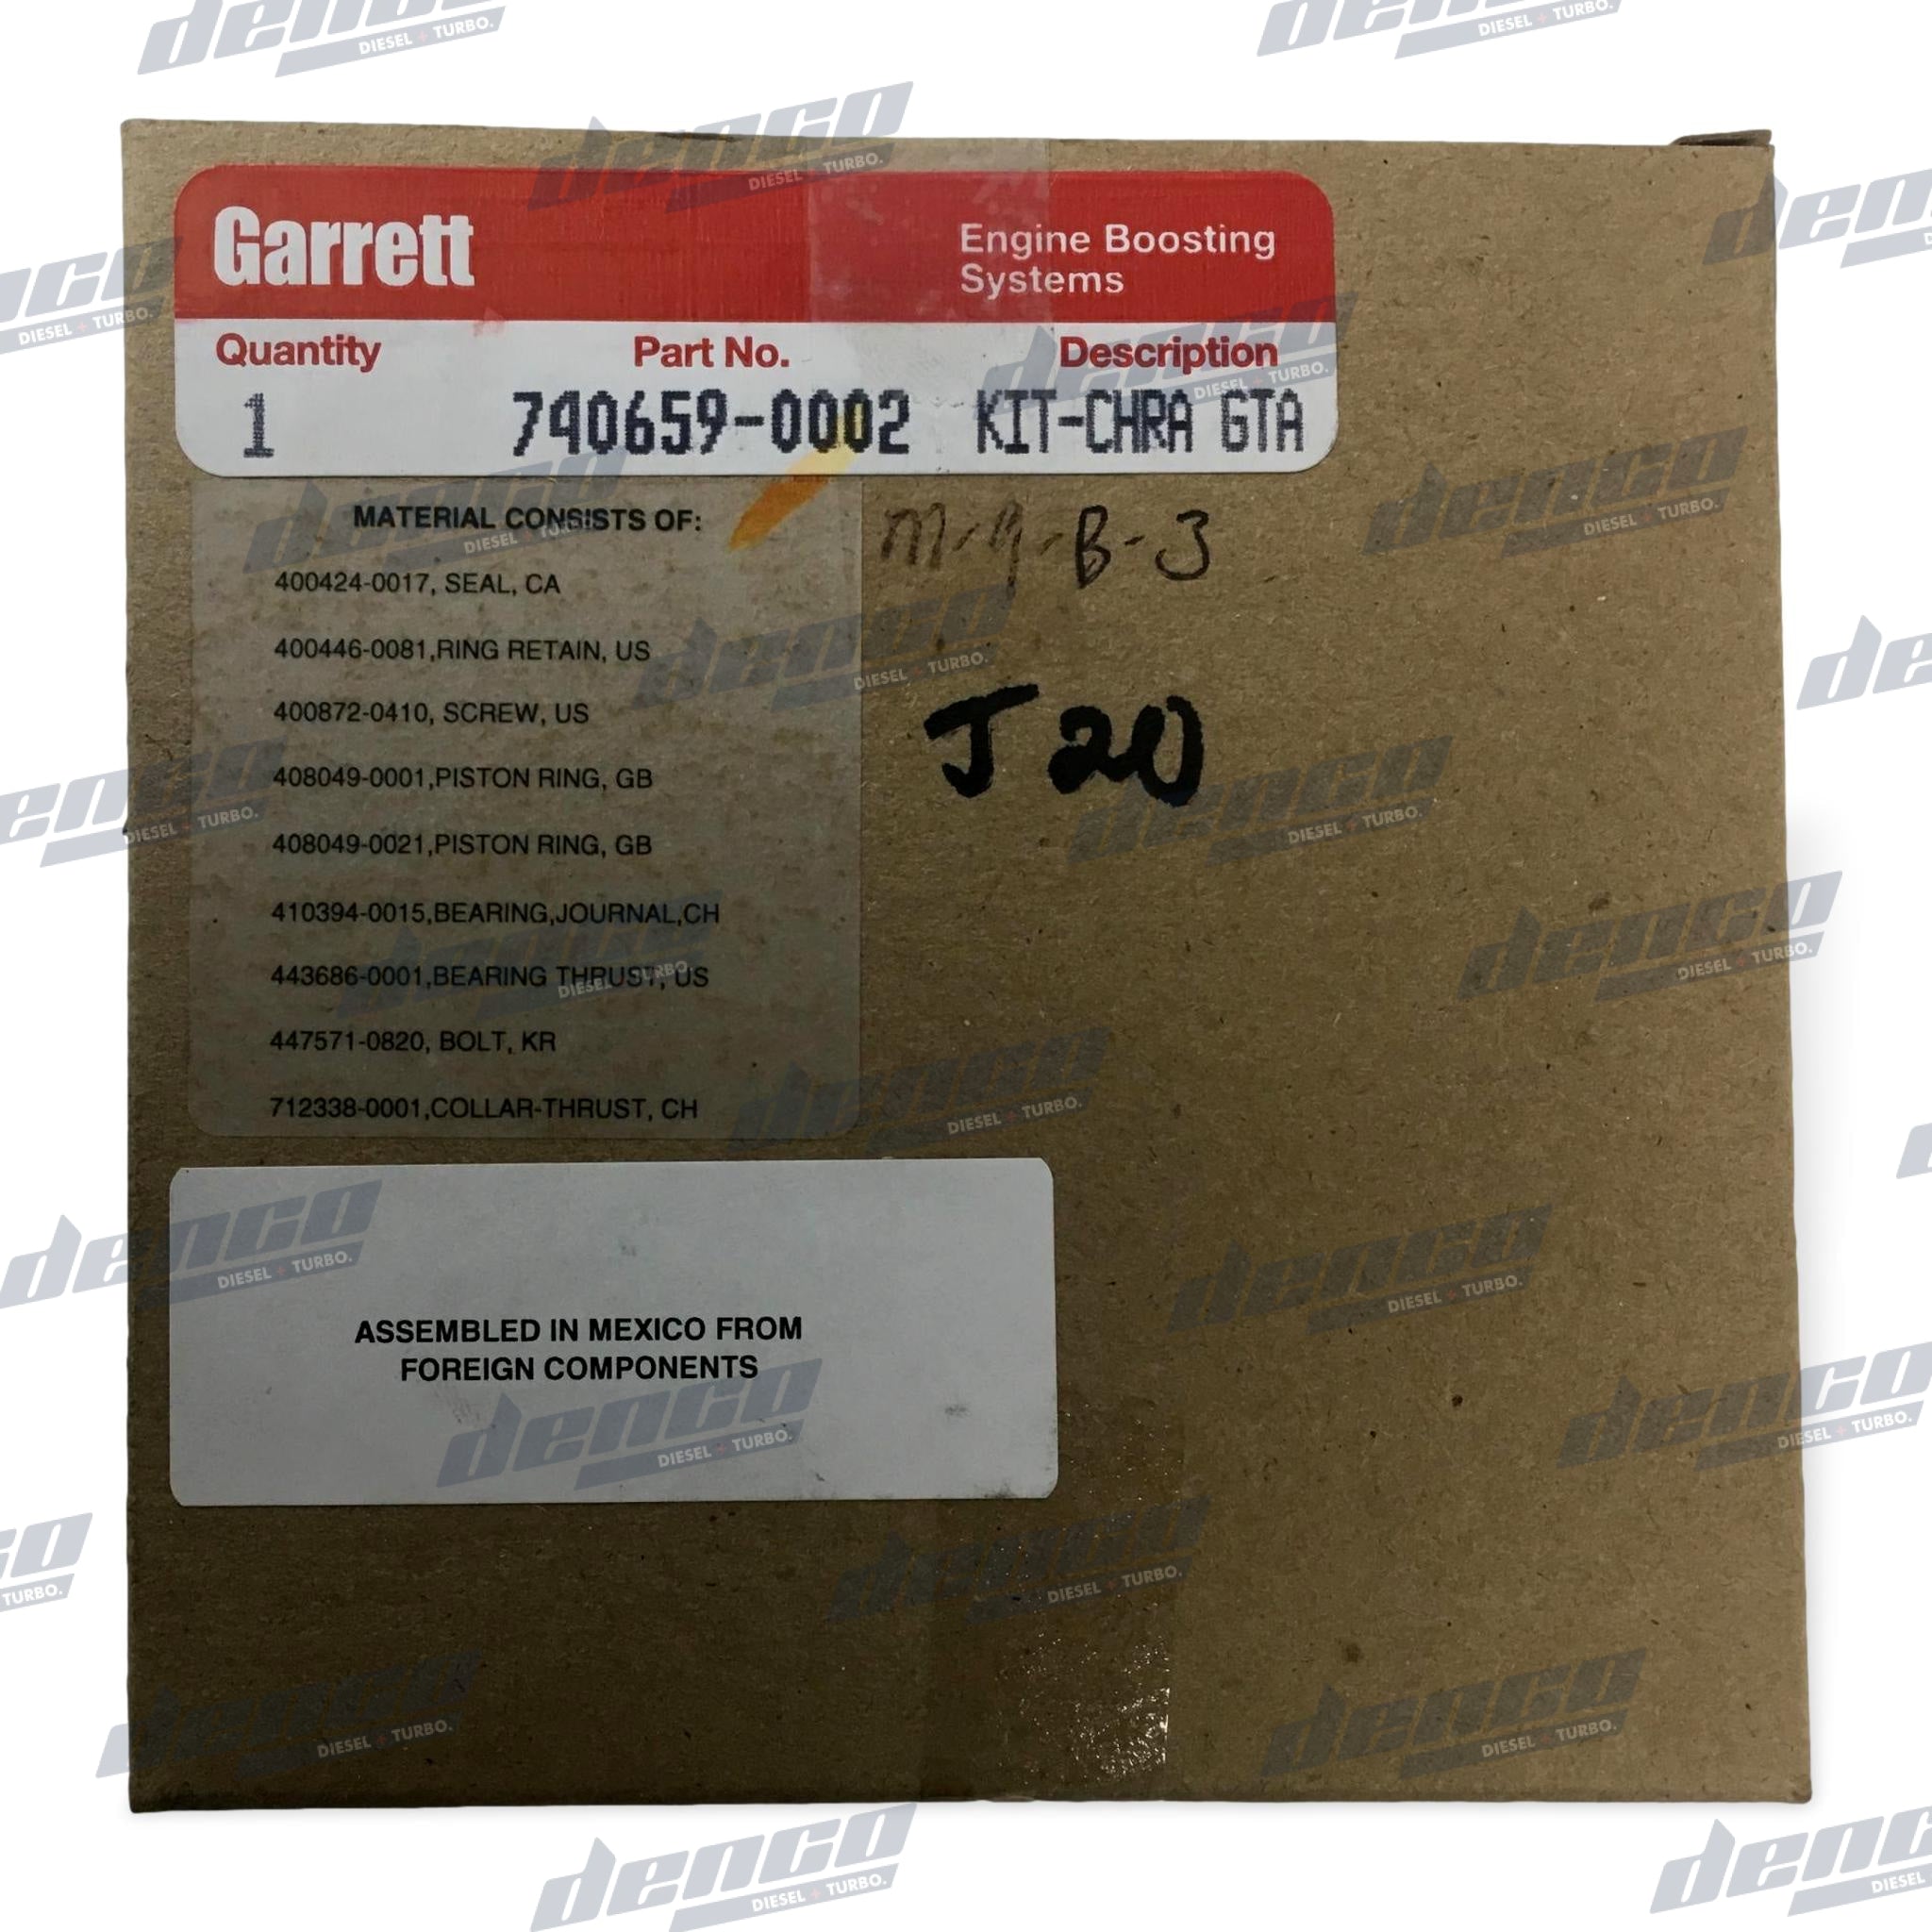 Garrett
Engine Boosting
Systems
Quantity Part No. Description
1 740659-0002 KIT-CHRA GTA
MATERIAL CONSISTS OF:
400424-0017, SEAL, CA
400446-0081,RING RETAIN, US
400872-0410, SCREW, US
408049-0001,PISTON RING, GB
408049-0021,PISTON RING, GB
410394-0015,BEARING,JOURNAL,CH
443686-0001,BEARING THRUST, US
447571-0820, BOLT, KR
712338-0001,COLLAR-THRUST, CH
J20
ASSEMBLED IN MEXICO FROM
FOREIGN COMPONENTS
denco
DIESEL + TURBO.